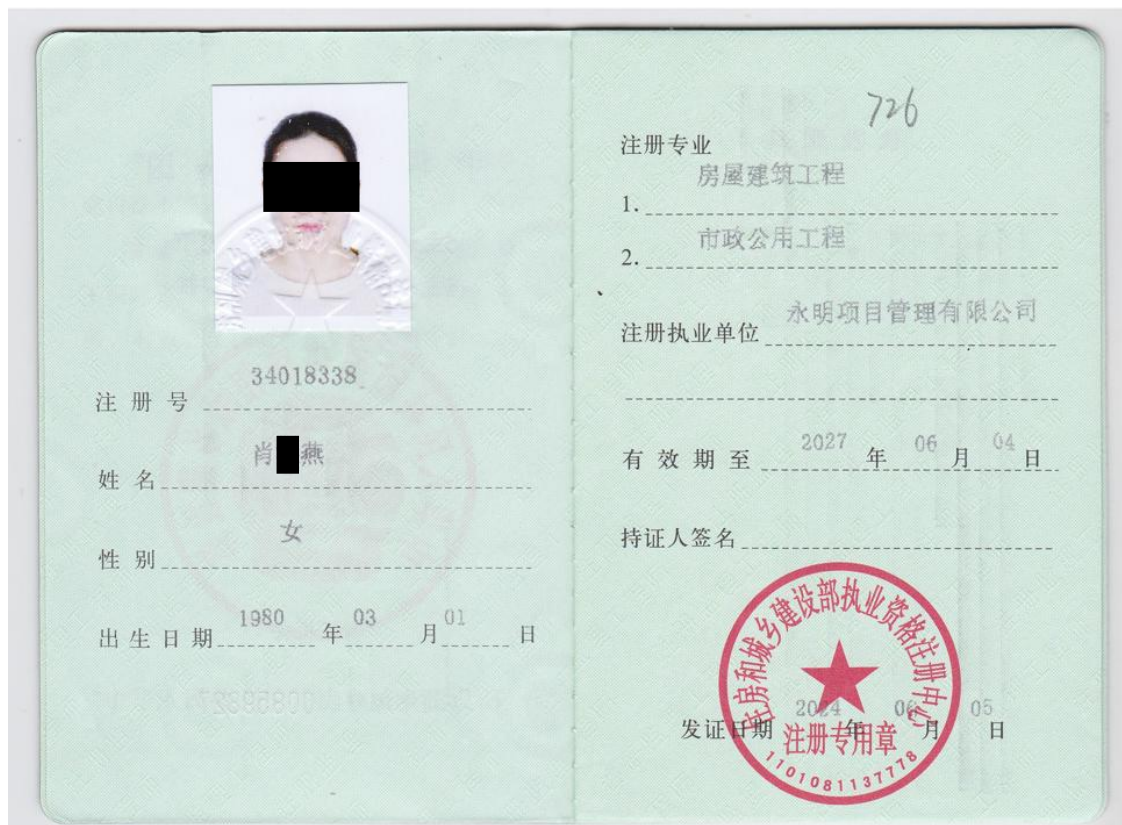 34018338
注 册 号
肖 燕
姓 名
女
性 别
出 生 日 期 1980 年 03 月 01 日
726
注册专业
房屋建筑工程
1.
市政公用工程
2.
永明项目管理有限公司
注册执业单位
有 效 期 至 2027 年 06 月 04 日
持证人签名
住房和城乡建设部执业资格注册中心
发证日期 2024 年 06 月 05 日
注册专用章
1101081137778